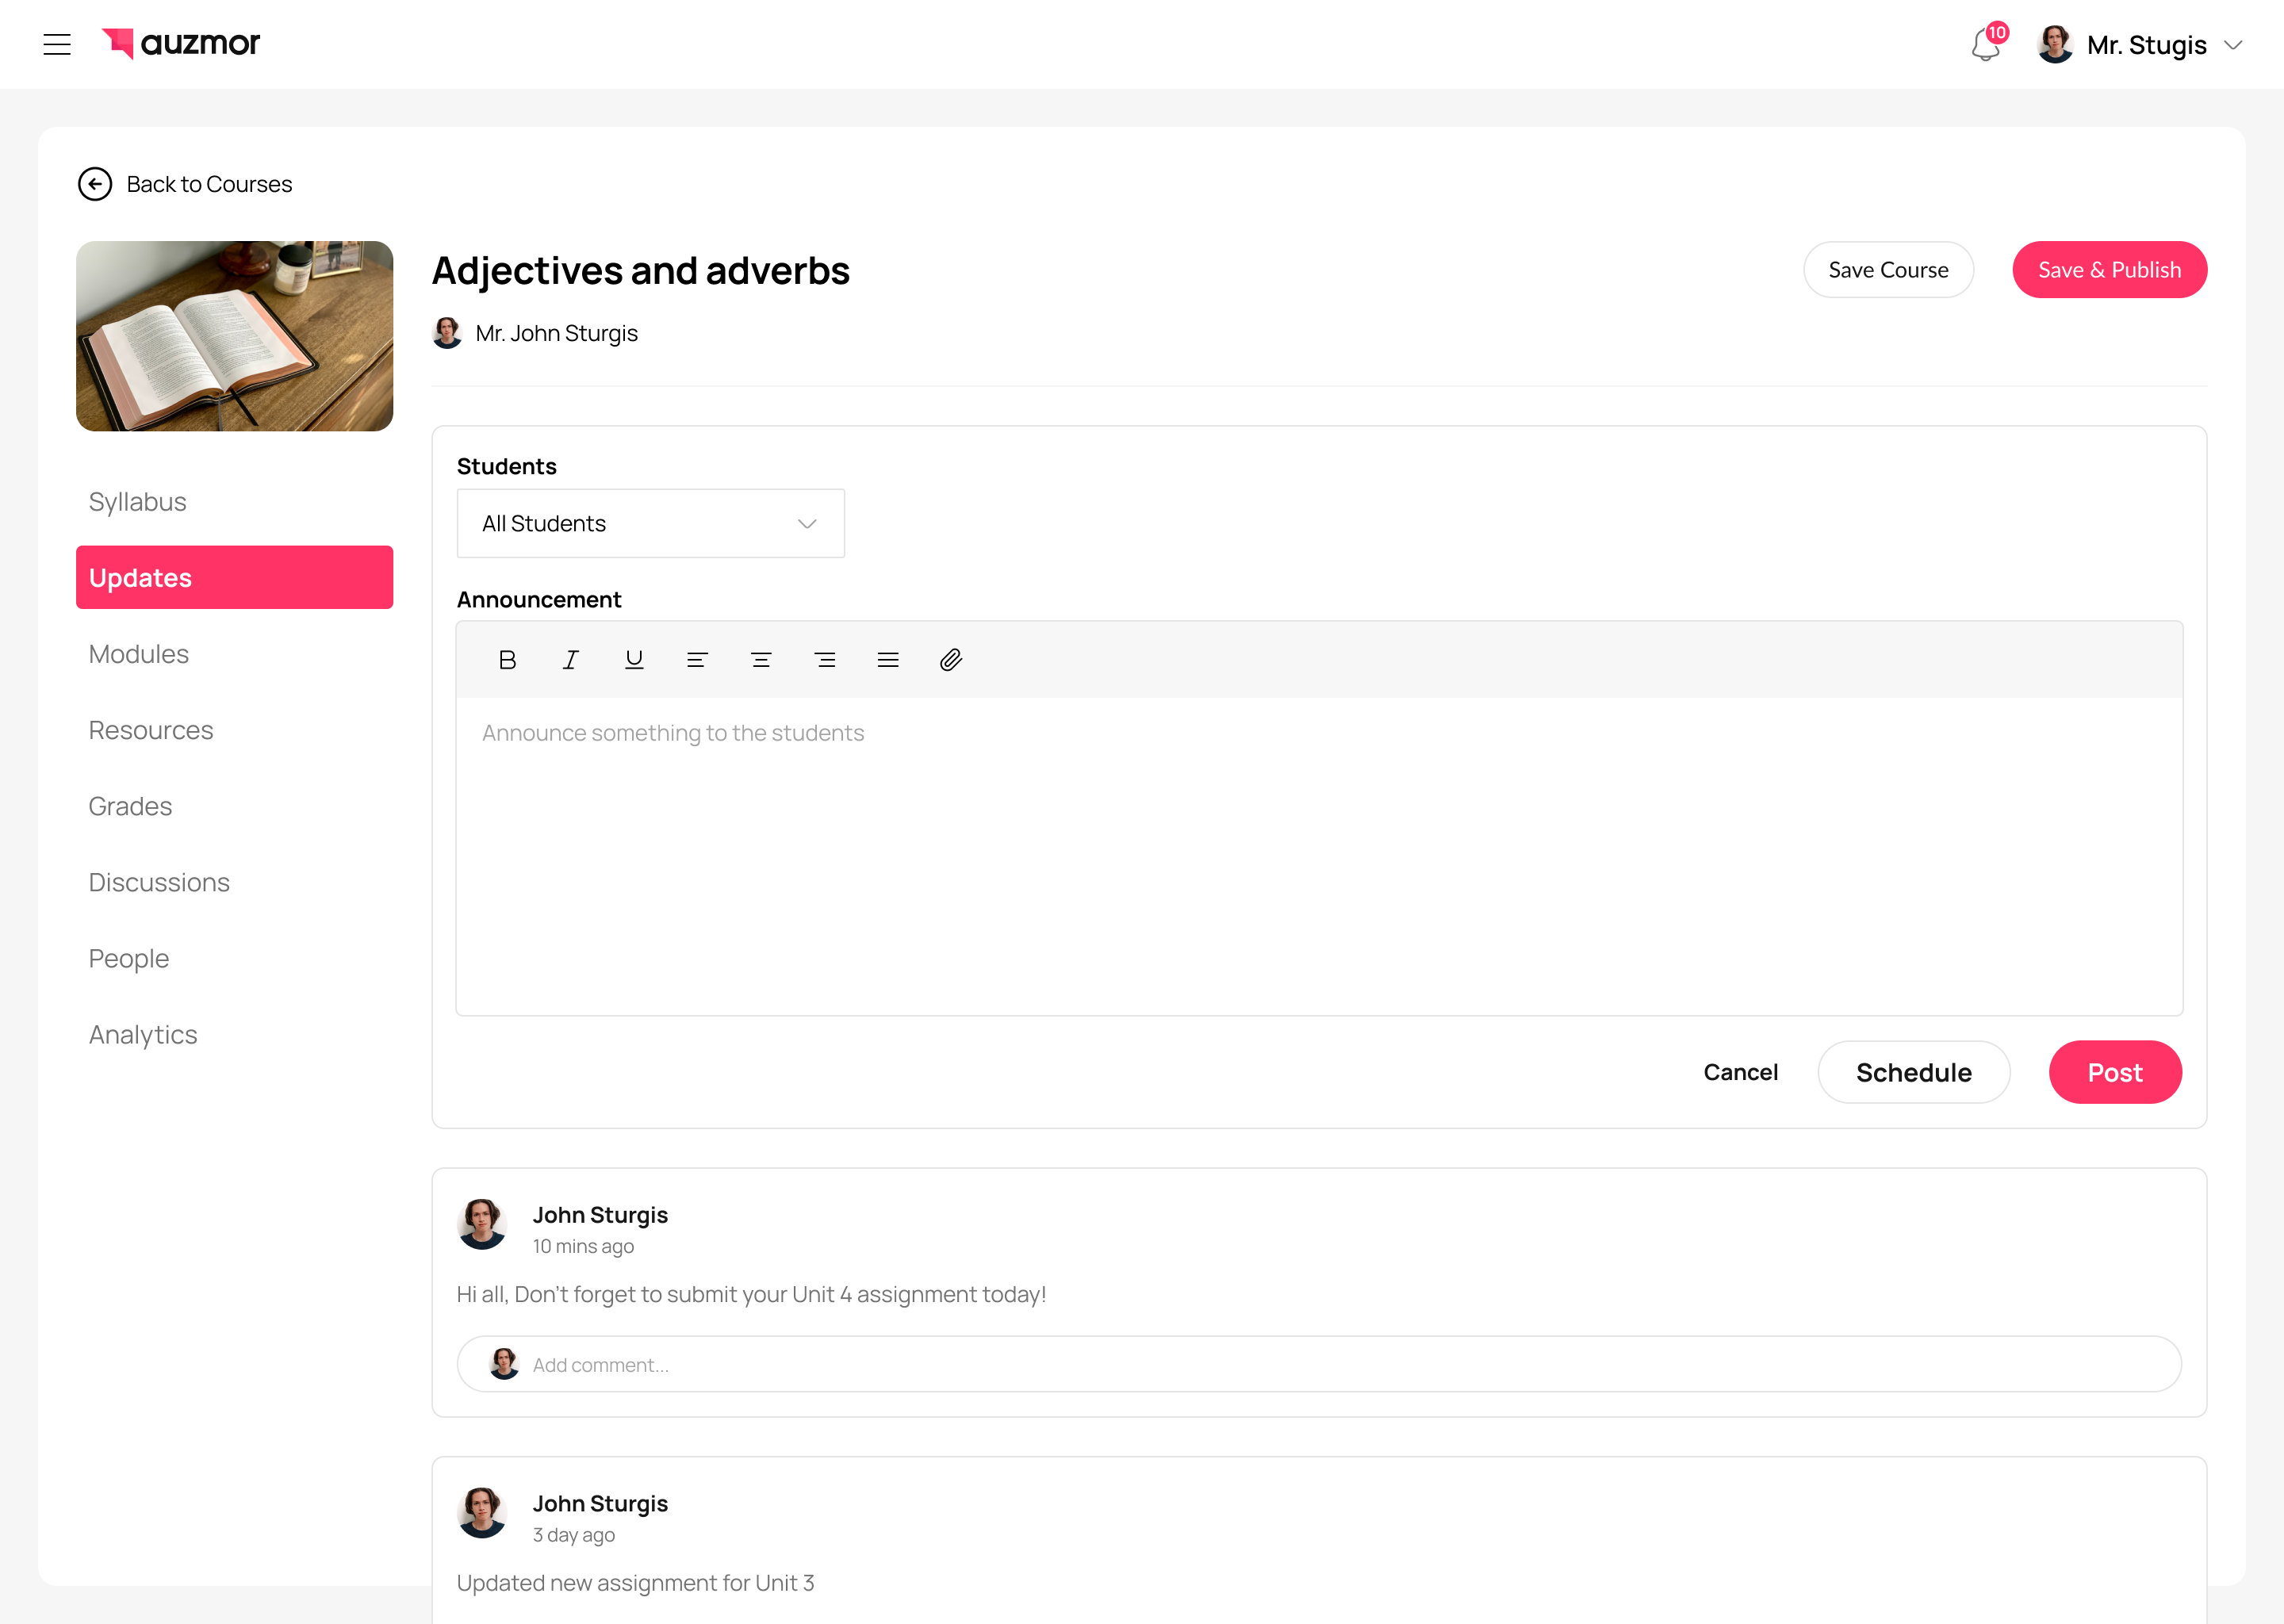 auzmor
10
Mr. Stugis
Back to Courses
Adjectives and adverbs
Save Course
Save & Publish
Mr. John Sturgis
Syllabus
Updates
Modules
Resources
Grades
Discussions
People
Analytics
Students
All Students
Announcement
B I U
Announce something to the students
Cancel
Schedule
Post
John Sturgis
10 mins ago
Hi all, Don’t forget to submit your Unit 4 assignment today!
Add comment...
John Sturgis
3 day ago
Updated new assignment for Unit 3